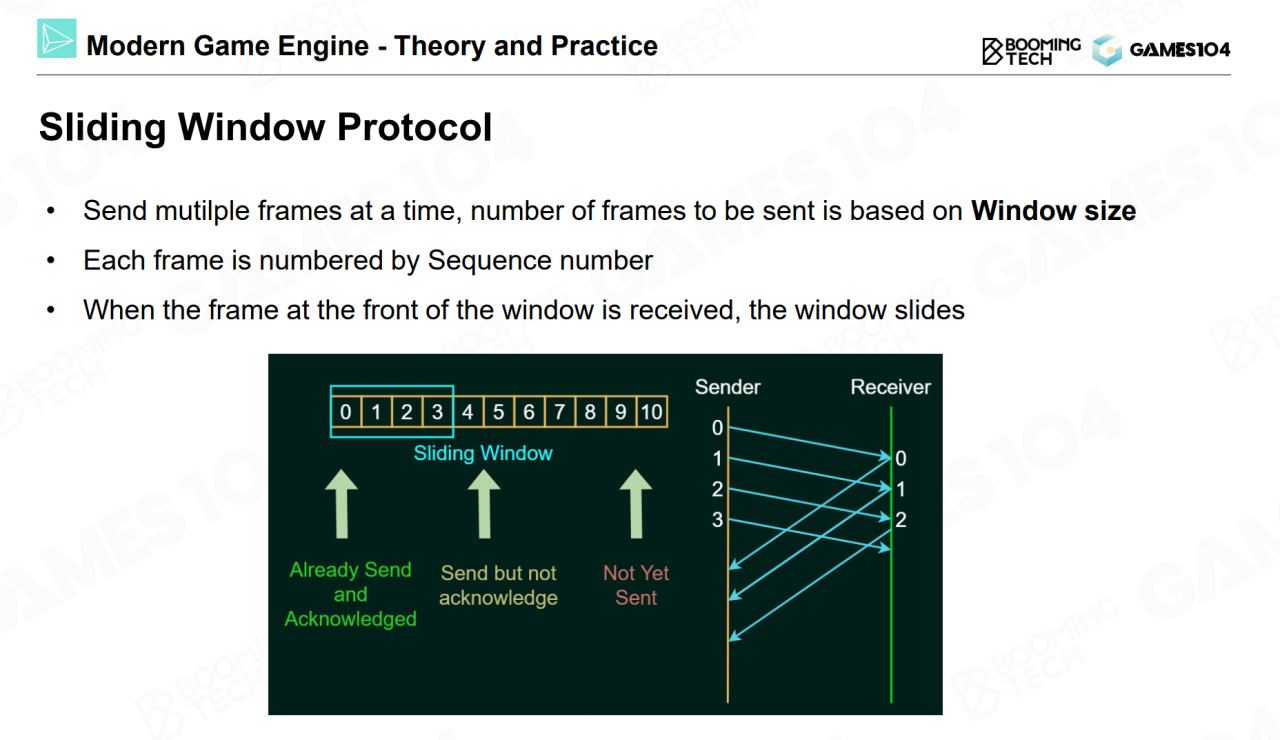 Modern Game Engine - Theory and Practice
BOOMING
TECH
GAMES104
Sliding Window Protocol
• Send mutilple frames at a time, number of frames to be sent is based on Window size
• Each frame is numbered by Sequence number
• When the frame at the front of the window is received, the window slides
0 1 2 3 4 5 6 7 8 9 10
Sliding Window
Already Send
and
Acknowledged
Send but not
acknowledge
Not Yet
Sent
Sender Receiver
0
1 0
2 1
3 2